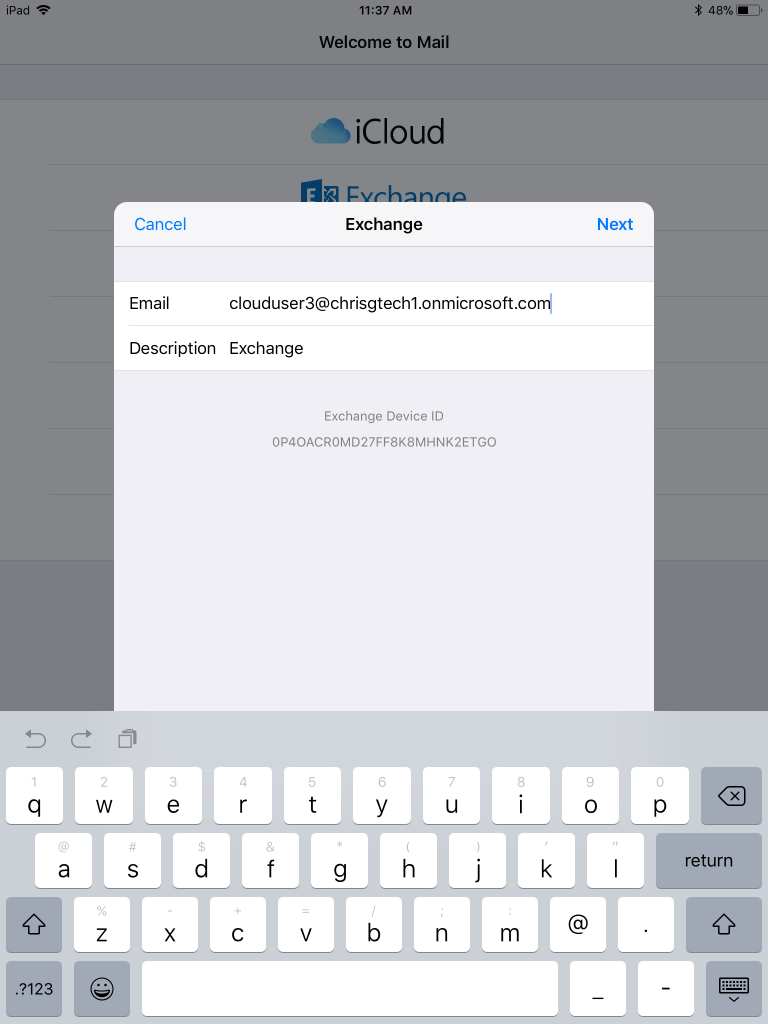 iPad 11:37 AM 48%
Welcome to Mail
iCloud
Exchange
Cancel Exchange Next
Email clouduser3@chrisgtech1.onmicrosoft.com
Description Exchange
Exchange Device ID
0P4OACR0MD27FF8K8MHNK2ETGO
1 2 3 4 5 6 7 8 9 0
q w e r t y u i o p
@ # $ & * ( ) ' "
a s d f g h j k l return
% - + = / ; :
z x c v b n m @ .
.?123 _ -